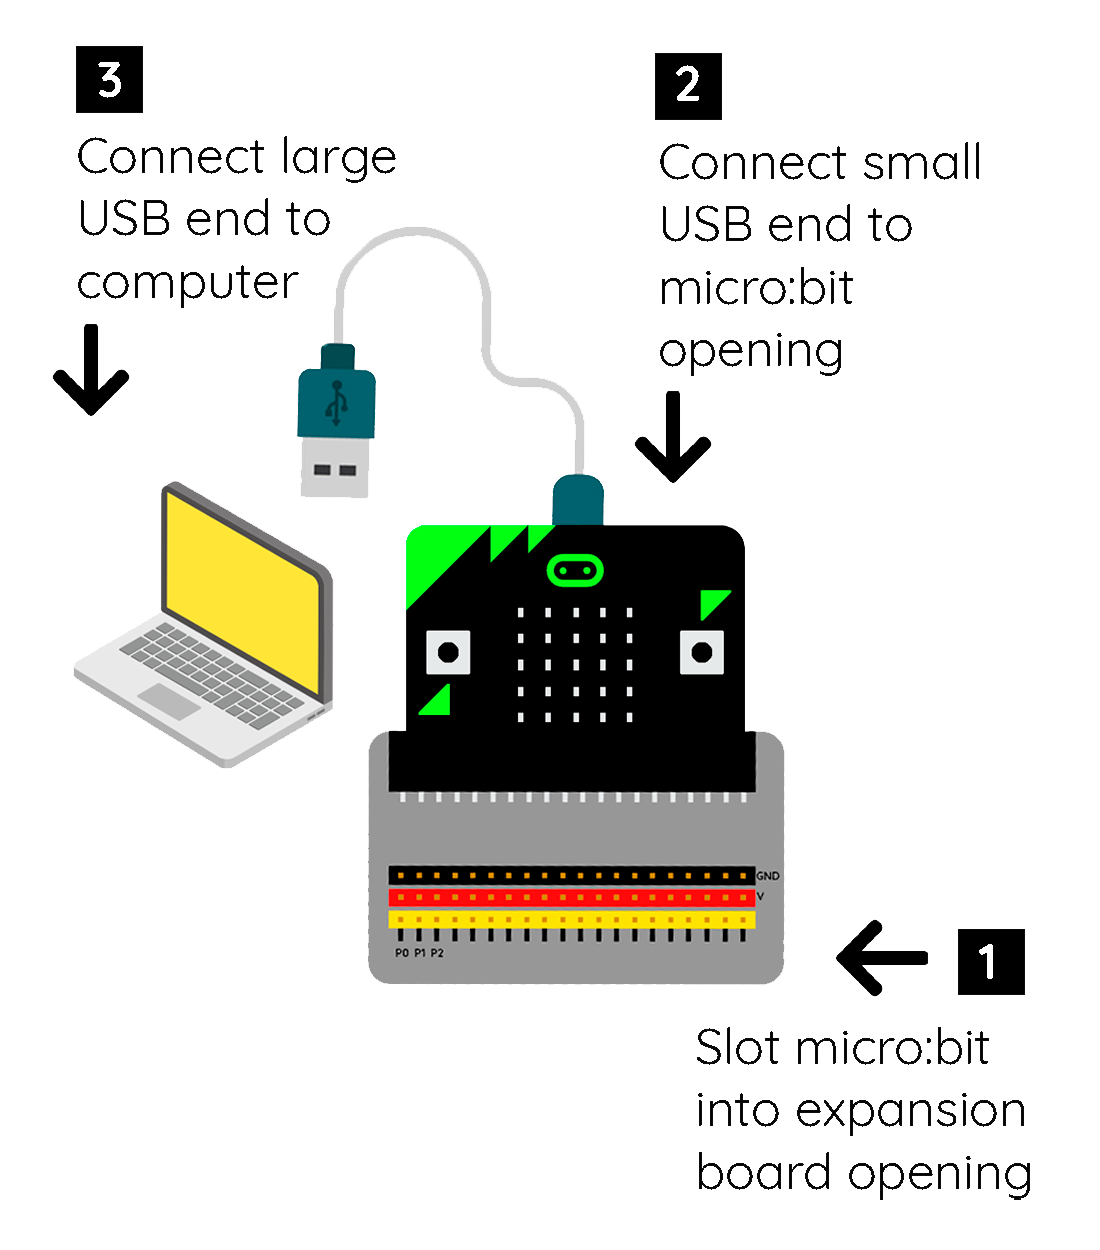 3
Connect large
USB end to
computer
2
Connect small
USB end to
micro:bit
opening
GND
V
P0 P1 P2
1
Slot micro:bit
into expansion
board opening